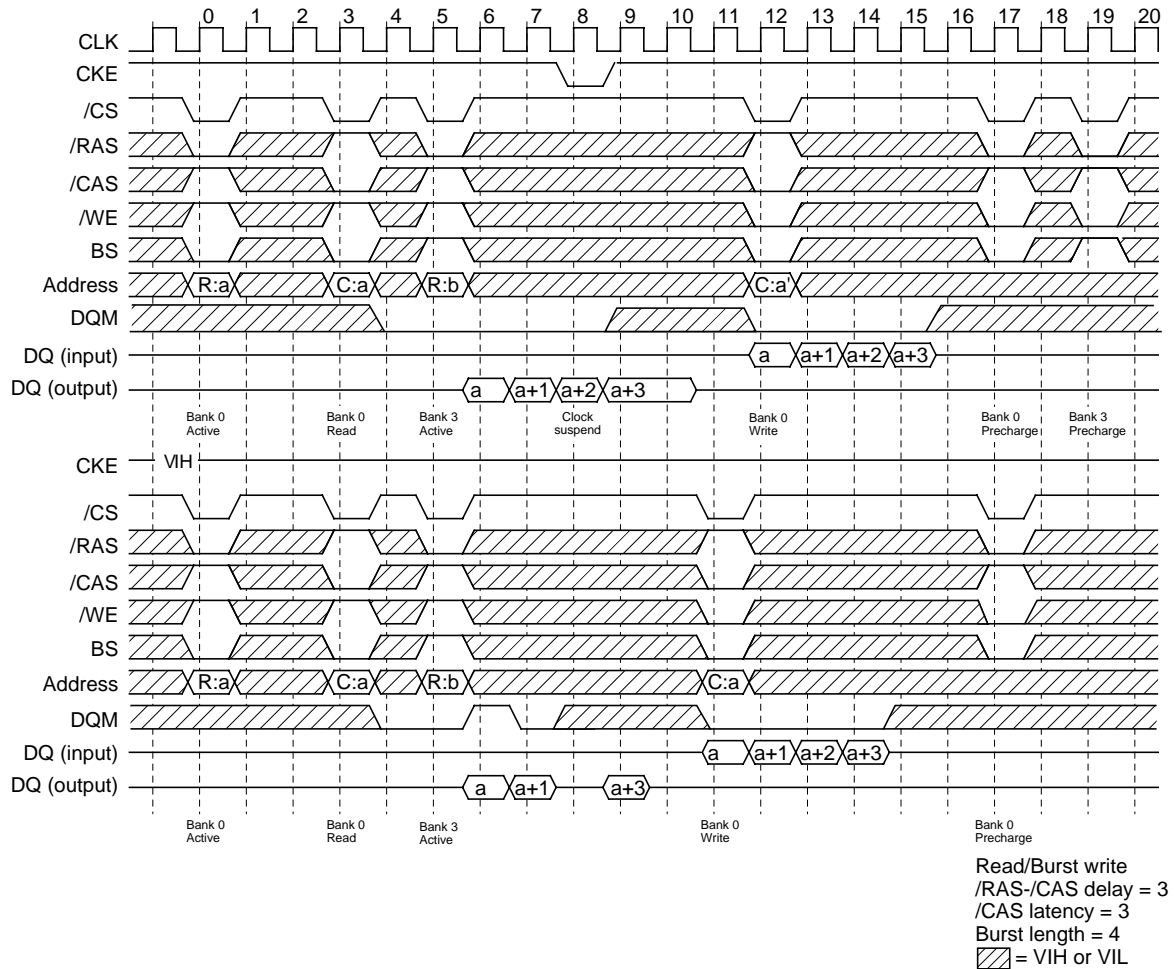 0 1 2 3 4 5 6 7 8 9 10 11 12 13 14 15 16 17 18 19 20
CLK
CKE
/CS
/RAS
/CAS
/WE
BS
Address R:a C:a R:b C:a'
DQM
DQ (input) a a+1 a+2 a+3
DQ (output) a a+1 a+2 a+3
Bank 0 Bank 0 Bank 3 Clock Bank 0 Bank 0 Bank 3
Active Read Active suspend Write Precharge Precharge
CKE VIH
/CS
/RAS
/CAS
/WE
BS
Address R:a C:a R:b C:a
DQM
DQ (input) a a+1 a+2 a+3
DQ (output) a a+1 a+3
Bank 0 Bank 0 Bank 3 Bank 0 Bank 0
Active Read Active Write Precharge
Read/Burst write
/RAS-/CAS delay = 3
/CAS latency = 3
Burst length = 4
= VIH or VIL